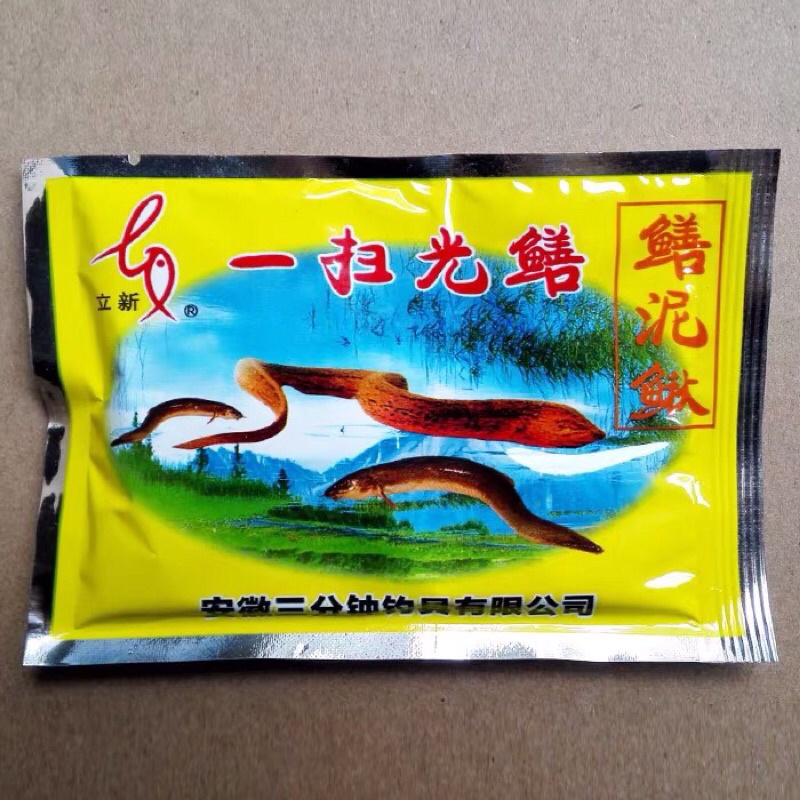 立新®
一扫光鳝
鳝泥鳅
安徽三分钟钓具有限公司